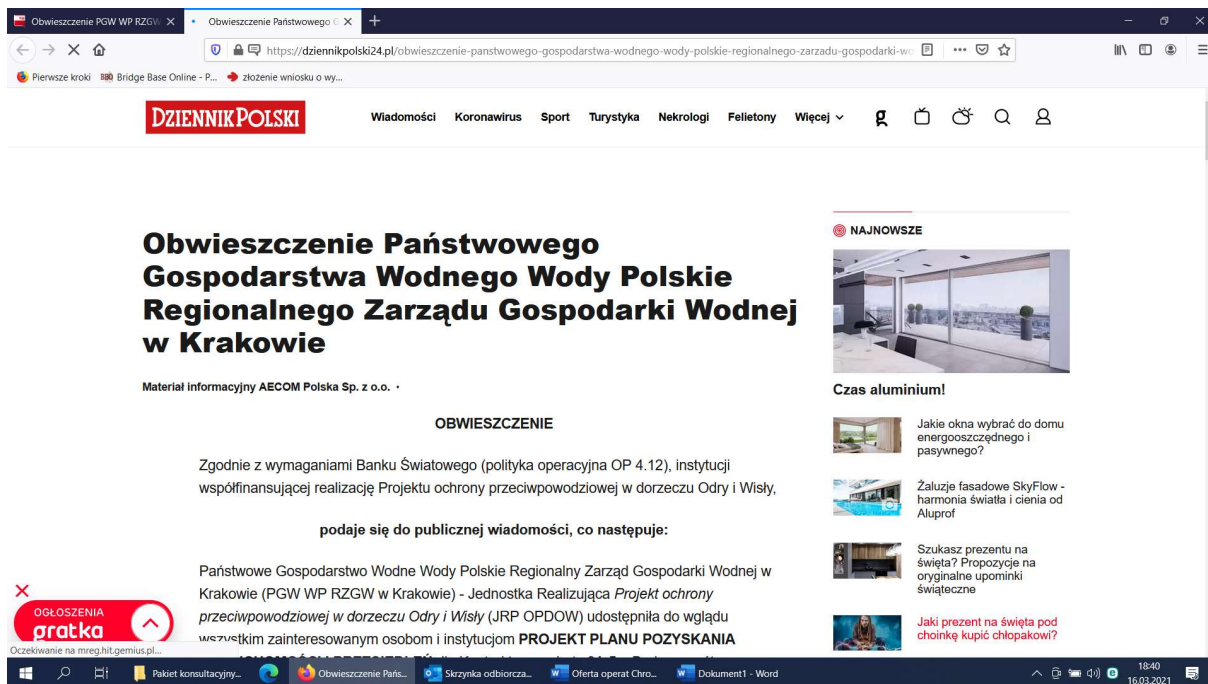 Obwieszczenie PGW WP RZGW
Obwieszczenie Państwowego G
https://dziennikpolski24.pl/obwieszczenie-panstwowego-gospodarstwa-wodnego-wody-polskie-regionalnego-zarzadu-gospodarki-wo
Pierwsze kroki BBO Bridge Base Online - P... złożenie wniosku o wy...
DZIENNIK POLSKI
Wiadomości Koronawirus Sport Turystyka Nekrologi Felietony Więcej g
Obwieszczenie Państwowego
Gospodarstwa Wodnego Wody Polskie
Regionalnego Zarządu Gospodarki Wodnej
w Krakowie
Materiał informacyjny AECOM Polska Sp. z o.o. •
OBWIESZCZENIE
Zgodnie z wymaganiami Banku Światowego (polityka operacyjna OP 4.12), instytucji
współfinansującej realizację Projektu ochrony przeciwpowodziowej w dorzeczu Odry i Wisły,
podaje się do publicznej wiadomości, co następuje:
Państwowe Gospodarstwo Wodne Wody Polskie Regionalny Zarząd Gospodarki Wodnej w
Krakowie (PGW WP RZGW w Krakowie) - Jednostka Realizująca Projekt ochrony
przeciwpowodziowej w dorzeczu Odry i Wisły (JRP OPDOW) udostępniła do wglądu
wszystkim zainteresowanym osobom i instytucjom PROJEKT PLANU POZYSKANIA
NAJNOWSZE
Czas aluminium!
Jakie okna wybrać do domu
energooszczędnego i
pasywnego?
Żaluzje fasadowe SkyFlow -
harmonia światła i cienia od
Aluprof
Szukasz prezentu na
święta? Propozycje na
oryginalne upominki
świąteczne
Jaki prezent na święta pod
choinkę kupić chłopakowi?
OGŁOSZENIA
gratka
Oczekiwanie na mreg.hit.gemius.pl...
Pakiet konsultacyjny... Obwieszczenie Pańs... Skrzynka odbiorcza... Oferta operat Chro... Dokument1 - Word
18:40
16.03.2021